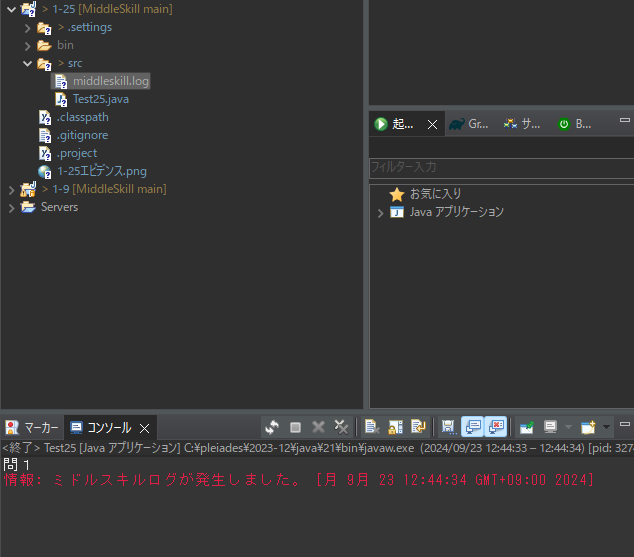 > 1-25 [MiddleSkill main]
> .settings
bin
> src
middleskill.log
Test25.java
.classpath
.gitignore
.project
1-25エビデンス.png
> 1-9 [MiddleSkill main]
Servers
起...
Gr...
サ...
B...
フィルター入力
お気に入り
Java アプリケーション
マーカー
コンソール
<終了> Test25 [Java アプリケーション] C:¥pleiades¥2023-12¥java¥21¥bin¥javaw.exe (2024/09/23 12:44:33 – 12:44:34) [pid: 327
問１
情報: ミドルスキルログが発生しました。 [月 9月 23 12:44:34 GMT+09:00 2024]